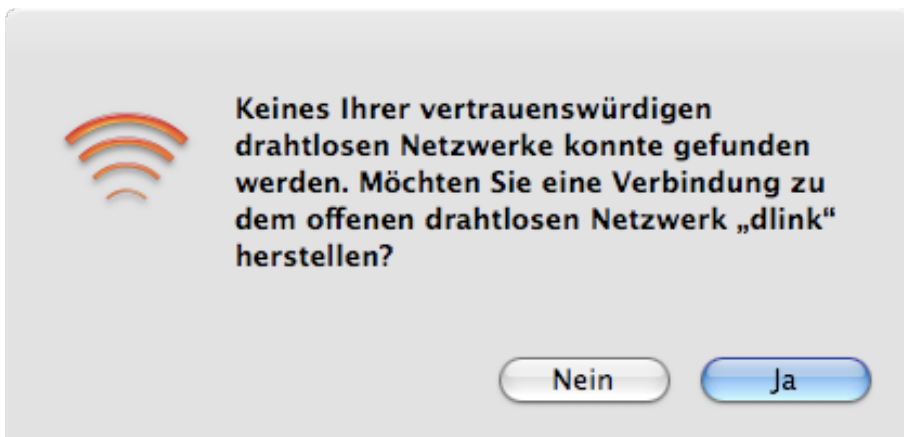 Keines Ihrer vertrauenswürdigen
drahtlosen Netzwerke konnte gefunden
werden. Möchten Sie eine Verbindung zu
dem offenen drahtlosen Netzwerk „dlink“
herstellen?
Nein
Ja